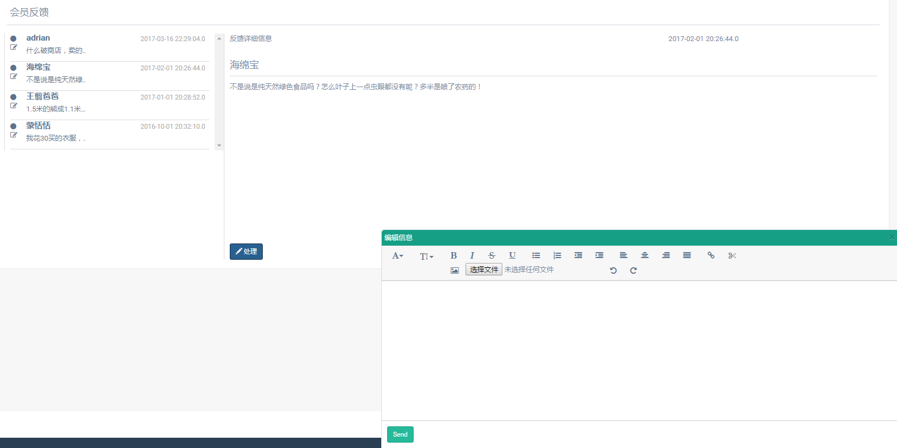 会员反馈
adrian
2017-03-16 22:29:04.0
什么破商店，卖的..
海绵宝
2017-02-01 20:26:44.0
不是说是纯天然绿..
王翦苍苍
2017-01-01 20:28:52.0
1.5米的鲷成1.1米...
蒙恬恬
2016-10-01 20:32:10.0
我花30买的衣服，..
反馈详细信息
2017-02-01 20:26:44.0
海绵宝
不是说是纯天然绿色食品吗？怎么叶子上一点虫眼都没有呢？多半是喷了农药的！
处理
编辑信息
选择文件 未选择任何文件
Send